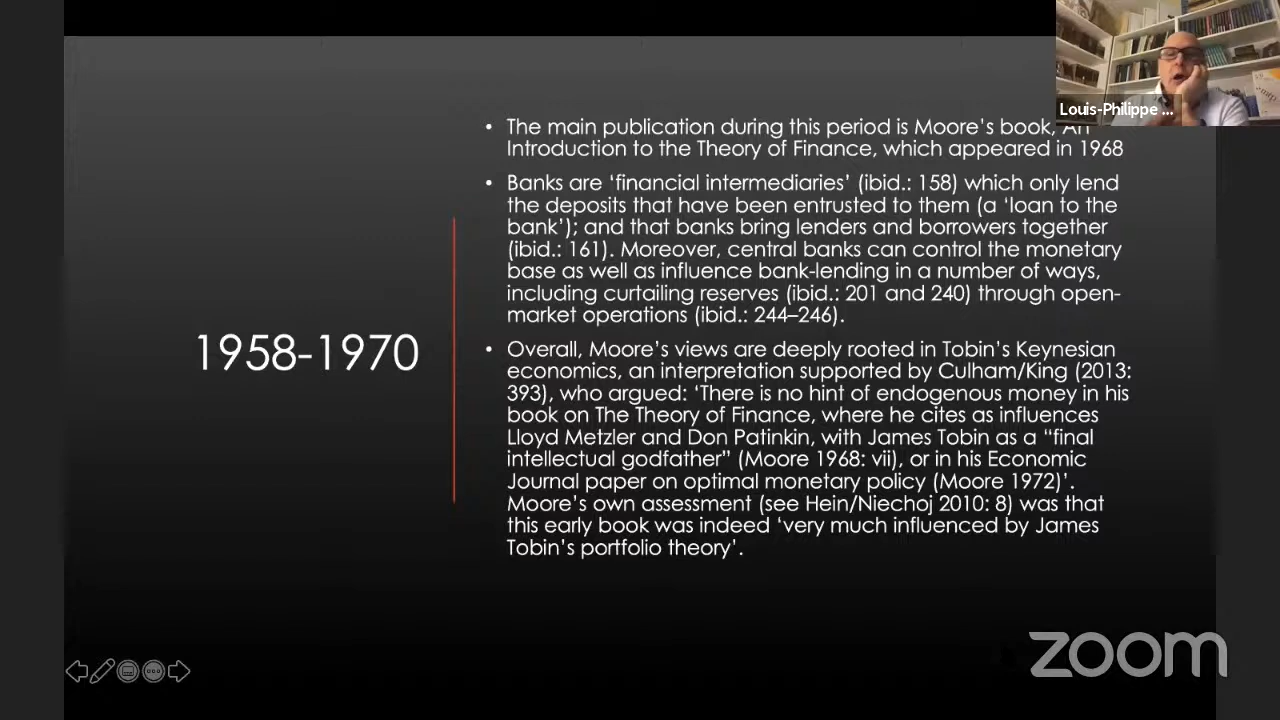 Louis-Philippe ...
• The main publication during this period is Moore's book, An
Introduction to the Theory of Finance, which appeared in 1968
• Banks are 'financial intermediaries' (ibid.: 158) which only lend
the deposits that have been entrusted to them (a 'loan to the
bank'); and that banks bring lenders and borrowers together
(ibid.: 161). Moreover, central banks can control the monetary
base as well as influence bank-lending in a number of ways,
including curtailing reserves (ibid.: 201 and 240) through open-
market operations (ibid.: 244–246).
1958-1970
• Overall, Moore's views are deeply rooted in Tobin's Keynesian
economics, an interpretation supported by Culham/King (2013:
393), who argued: 'There is no hint of endogenous money in his
book on The Theory of Finance, where he cites as influences
Lloyd Metzler and Don Patinkin, with James Tobin as a "final
intellectual godfather" (Moore 1968: vii), or in his Economic
Journal paper on optimal monetary policy (Moore 1972)'.
Moore's own assessment (see Hein/Niechoj 2010: 8) was that
this early book was indeed 'very much influenced by James
Tobin's portfolio theory'.
zoom